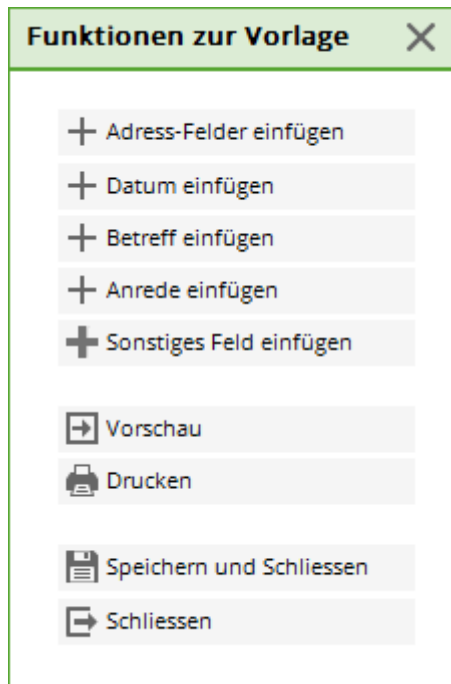 Funktionen zur Vorlage
Adress-Felder einfügen
Datum einfügen
Betreff einfügen
Anrede einfügen
Sonstiges Feld einfügen
Vorschau
Drucken
Speichern und Schliessen
Schliessen